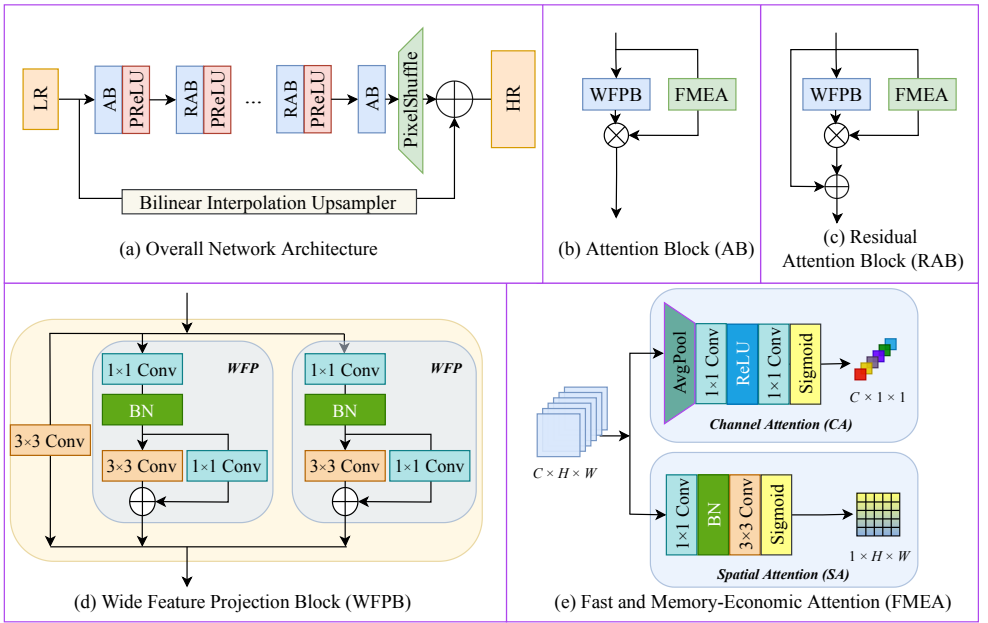 LR
AB
PReLU
RAB
PReLU
...
RAB
PReLU
AB
PixelShuffle
HR
Bilinear Interpolation Upsampler
(a) Overall Network Architecture
WFPB
FMEA
(b) Attention Block (AB)
WFPB
FMEA
(c) Residual
Attention Block (RAB)
WFP
1×1 Conv
BN
3×3 Conv
3×3 Conv
1×1 Conv
WFP
1×1 Conv
BN
3×3 Conv
1×1 Conv
(d) Wide Feature Projection Block (WFPB)
C × H × W
AvgPool
1×1 Conv
ReLU
1×1 Conv
Sigmoid
C × 1 × 1
Channel Attention (CA)
1×1 Conv
BN
3×3 Conv
Sigmoid
1 × H × W
Spatial Attention (SA)
(e) Fast and Memory-Economic Attention (FMEA)